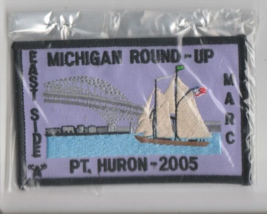 MICHIGAN ROUND-UP
EAST SIDE "A"
MARC
PT. HURON-2005